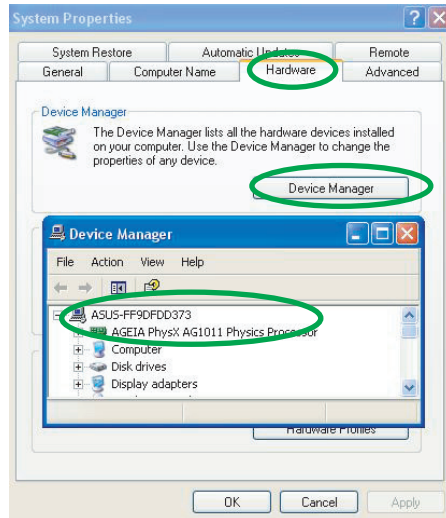 System Properties
System Restore Automatic Updates Remote
General Computer Name Hardware Advanced
Device Manager
The Device Manager lists all the hardware devices installed
on your computer. Use the Device Manager to change the
properties of any device.
Device Manager
Device Manager
File Action View Help
ASUS-FF9DFDD373
AGEIA PhysX AG1011 Physics Processor
Computer
Disk drives
Display adapters
Hardware Profiles
OK Cancel Apply